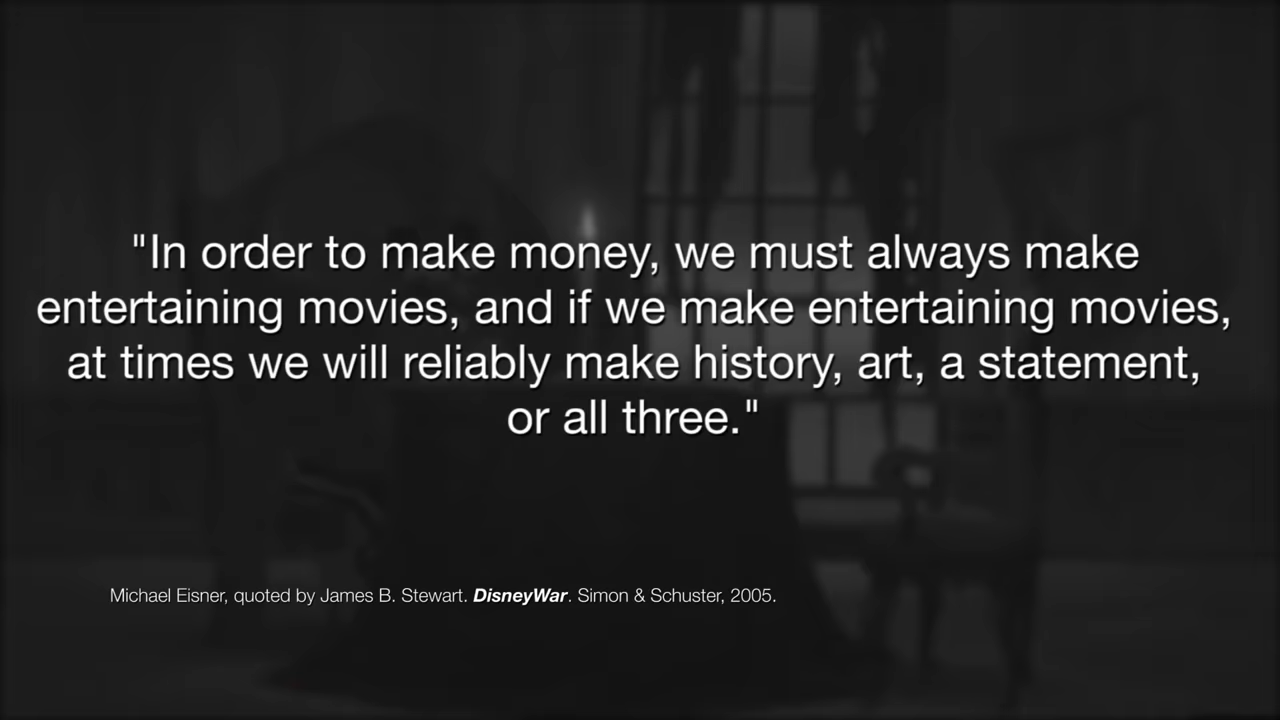 "In order to make money, we must always make
entertaining movies, and if we make entertaining movies,
at times we will reliably make history, art, a statement,
or all three."
Michael Eisner, quoted by James B. Stewart. DisneyWar. Simon & Schuster, 2005.